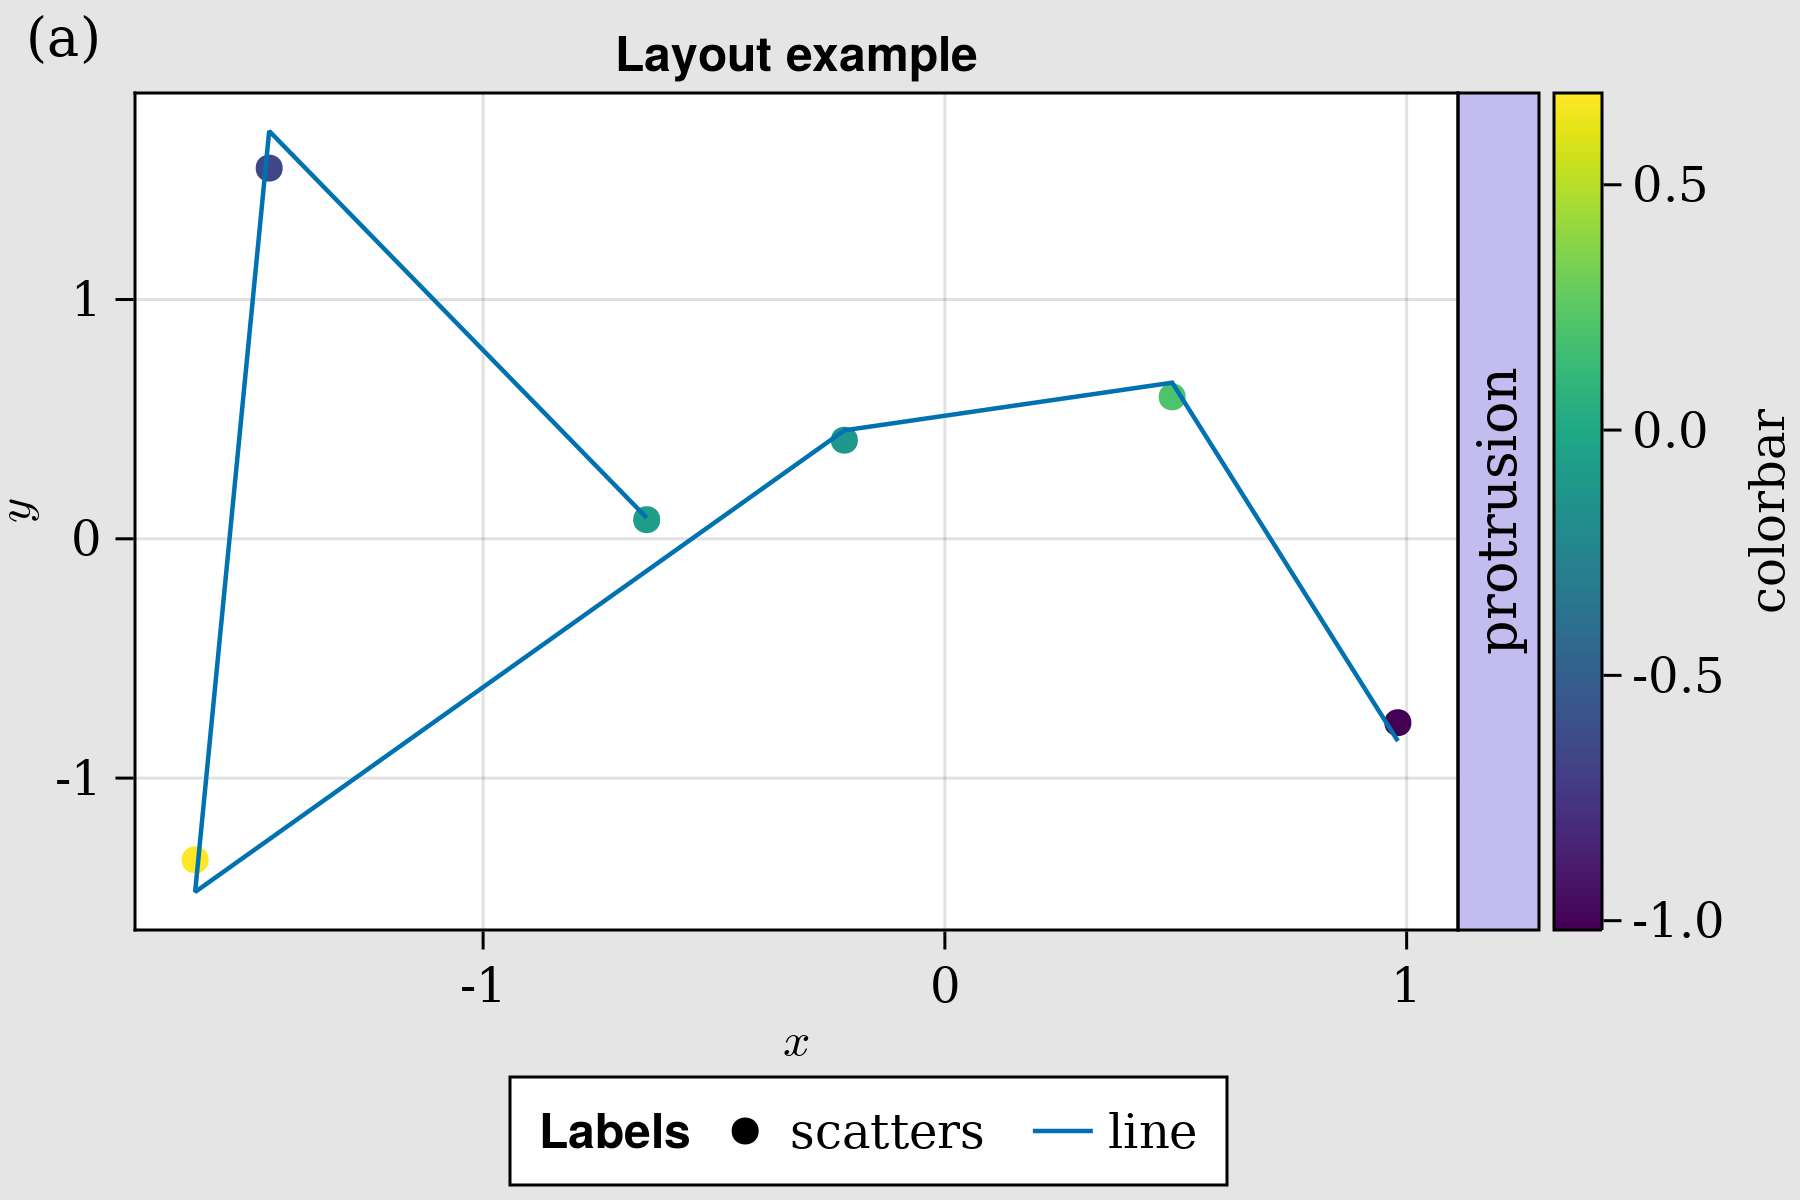 (a)
Layout example
y
1
0
-1
-1
0
1
x
protrusion
0.5
0.0
-0.5
-1.0
colorbar
Labels scatters line